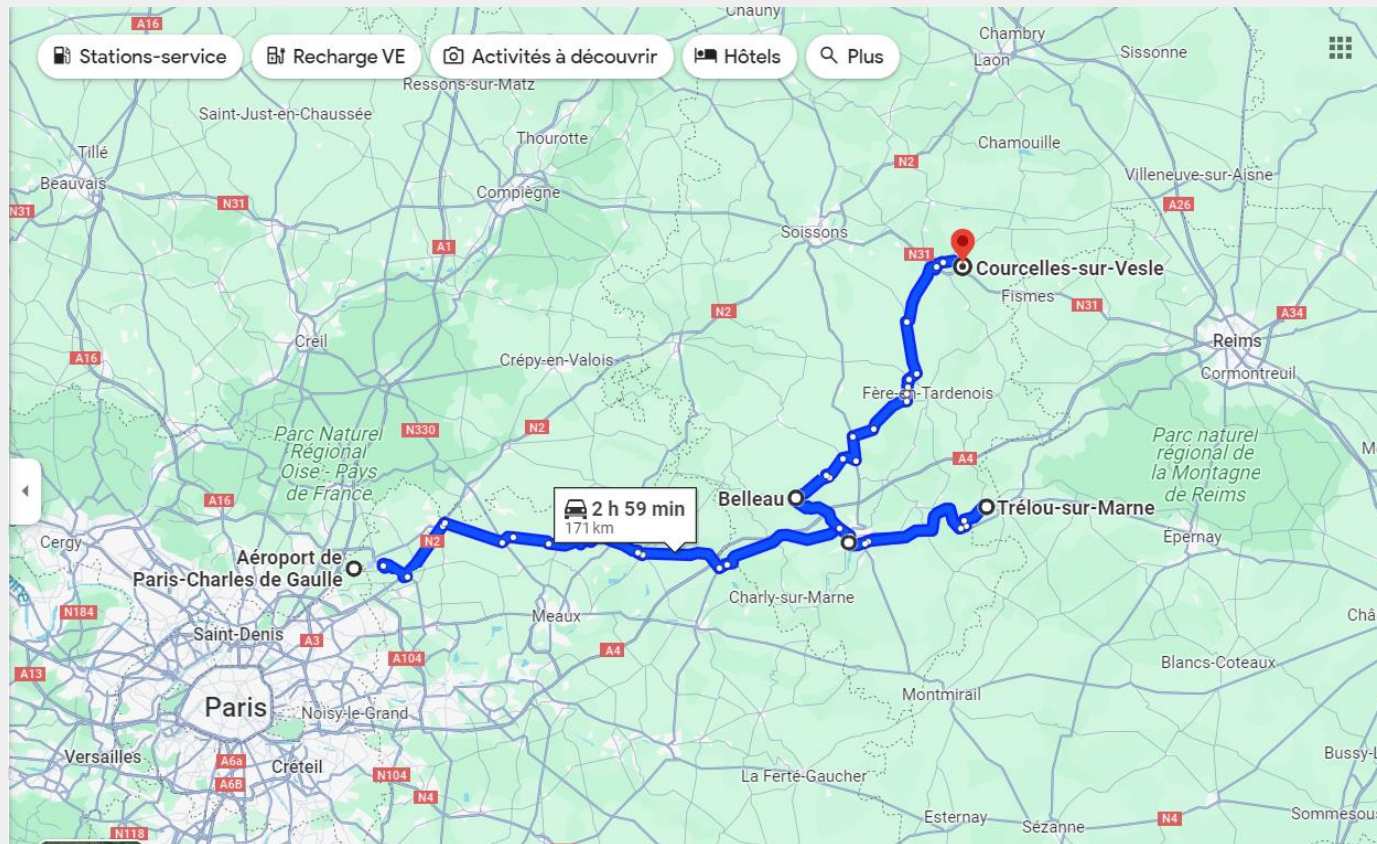 A16
Chauny
Stations-service
Recharge VE
Activités à découvrir
Hôtels
Plus
Chambry
Laon
Sissonne
Ressons-sur-Matz
Saint-Just-en-Chaussée
Thourotte
Chamouille
Tillé
N2
Beauvais
Compiègne
Villeneuve-sur-Aisne
N31
N31
A26
Soissons
A1
N31
Courcelles-sur-Vesle
Fismes
N31
N2
A34
Creil
Reims
A16
Crépy-en-Valois
Cormontreuil
Fère-en-Tardenois
N330
N2
Parc Naturel
Régional
Oise - Pays
de France
Parc naturel
régional de
la Montagne
de Reims
A4
A16
Belleau
2 h 59 min
171 km
Trélou-sur-Marne
Cergy
N2
Épernay
Aéroport de
Paris-Charles de Gaulle
Charly-sur-Marne
N184
Meaux
Saint-Denis
A3
A4
A104
A13
Blancs-Coteaux
Montmirail
Paris
Noisy-le-Grand
Versailles
A6a
Créteil
N104
A6B
La Ferté-Gaucher
N4
Esternay
Sézanne
N4
N118